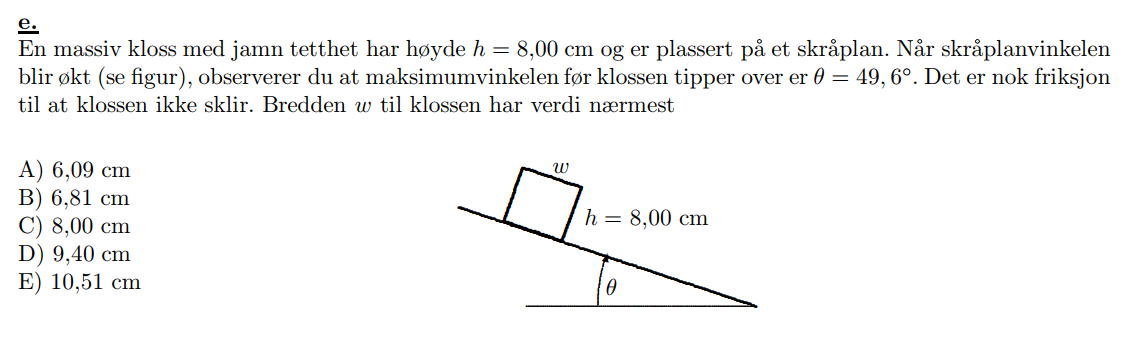 e.
En massiv kloss med jamn tetthet har høyde h = 8,00 cm og er plassert på et skråplan. Når skråplanvinkelen
blir økt (se figur), observerer du at maksimumvinkelen før klossen tipper over er θ = 49, 6°. Det er nok friksjon
til at klossen ikke sklir. Bredden w til klossen har verdi nærmest
A) 6,09 cm
B) 6,81 cm
C) 8,00 cm
D) 9,40 cm
E) 10,51 cm
w
h = 8,00 cm
θ